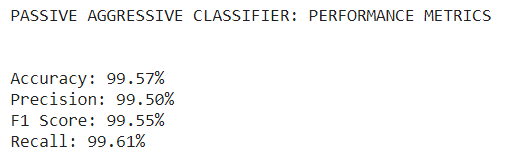 PASSIVE AGGRESSIVE CLASSIFIER: PERFORMANCE METRICS
Accuracy: 99.57%
Precision: 99.50%
F1 Score: 99.55%
Recall: 99.61%